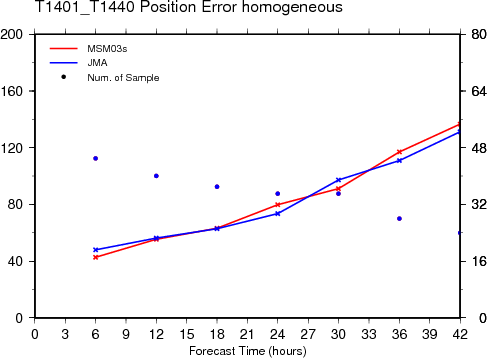 T1401_T1440 Position Error homogeneous
200
160
120
80
40
0
MSM03s
JMA
Num. of Sample
80
64
48
32
16
0
0 3 6 9 12 15 18 21 24 27 30 33 36 39 42
Forecast Time (hours)